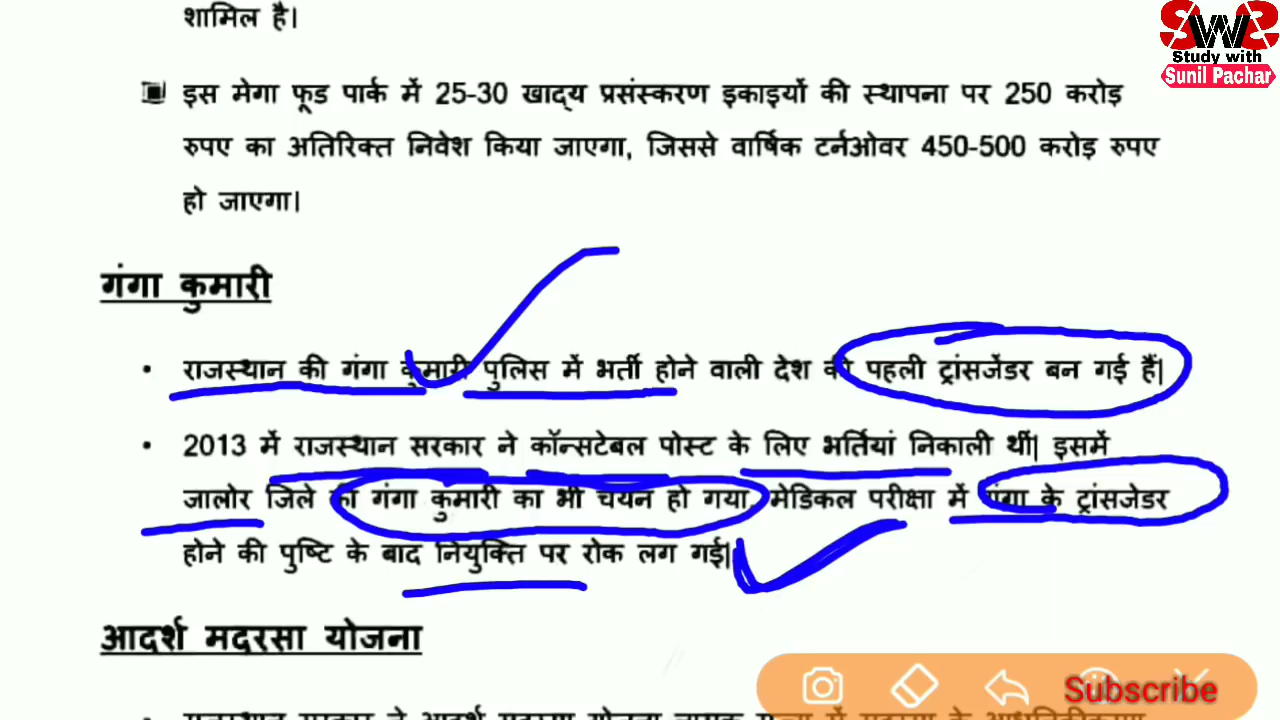 शामिल है।
SWS
Study with
Sunil Pachar
इस मेगा फूड पार्क में 25-30 खाद्य प्रसंस्करण इकाइयों की स्थापना पर 250 करोड़
रुपए का अतिरिक्त निवेश किया जाएगा, जिससे वार्षिक टर्नओवर 450-500 करोड़ रुपए
हो जाएगा।
गंगा कुमारी
• राजस्थान की गंगा कुमारी पुलिस में भर्ती होने वाली देश की पहली ट्रांसजेंडर बन गई हैं|
• 2013 में राजस्थान सरकार ने कॉन्सटेबल पोस्ट के लिए भर्तियां निकाली थीं| इसमें
जालोर जिले की गंगा कुमारी का भी चयन हो गया, मेडिकल परीक्षा में गंगा के ट्रांसजेडर
होने की पुष्टि के बाद नियुक्ति पर रोक लग गई|
आदर्श मदरसा योजना
Subscribe